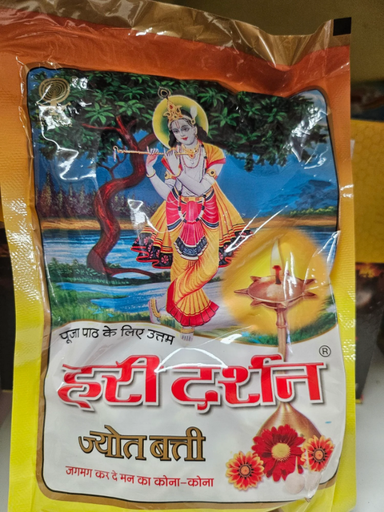 पूजा पाठ के लिए उत्तम
हरी दर्शन ®
ज्योत बत्ती
जगमग कर दे मन का कोना-कोना